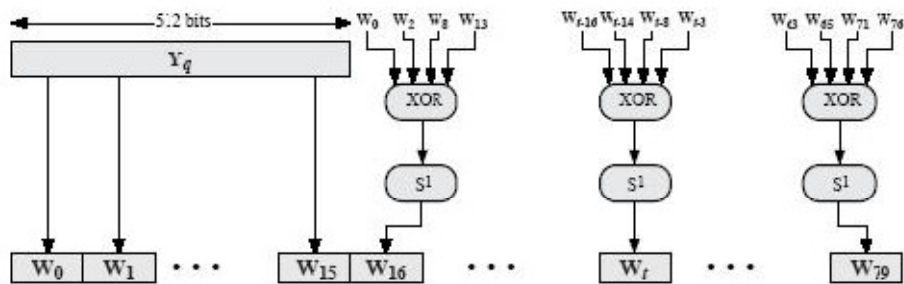 512 bits
W0 W2 W8 W13
Wt-16 Wt-14 Wt-8 Wt-3
W63 W65 W71 W76
Yq
XOR XOR XOR
S1 S1 S1
W0 W1 • • • W15 W16 • • • Wt • • • W79